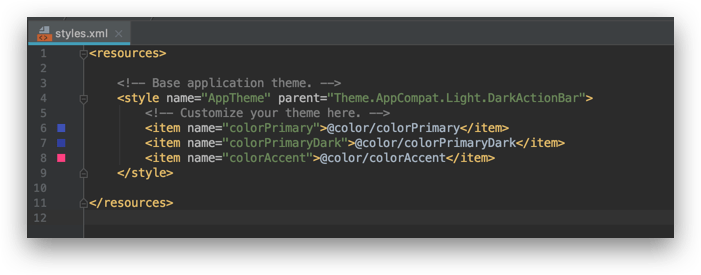 styles.xml
1 <resources>
2
3 <!-- Base application theme. -->
4 <style name="AppTheme" parent="Theme.AppCompat.Light.DarkActionBar">
5 <!-- Customize your theme here. -->
6 <item name="colorPrimary">@color/colorPrimary</item>
7 <item name="colorPrimaryDark">@color/colorPrimaryDark</item>
8 <item name="colorAccent">@color/colorAccent</item>
9 </style>
10
11 </resources>
12